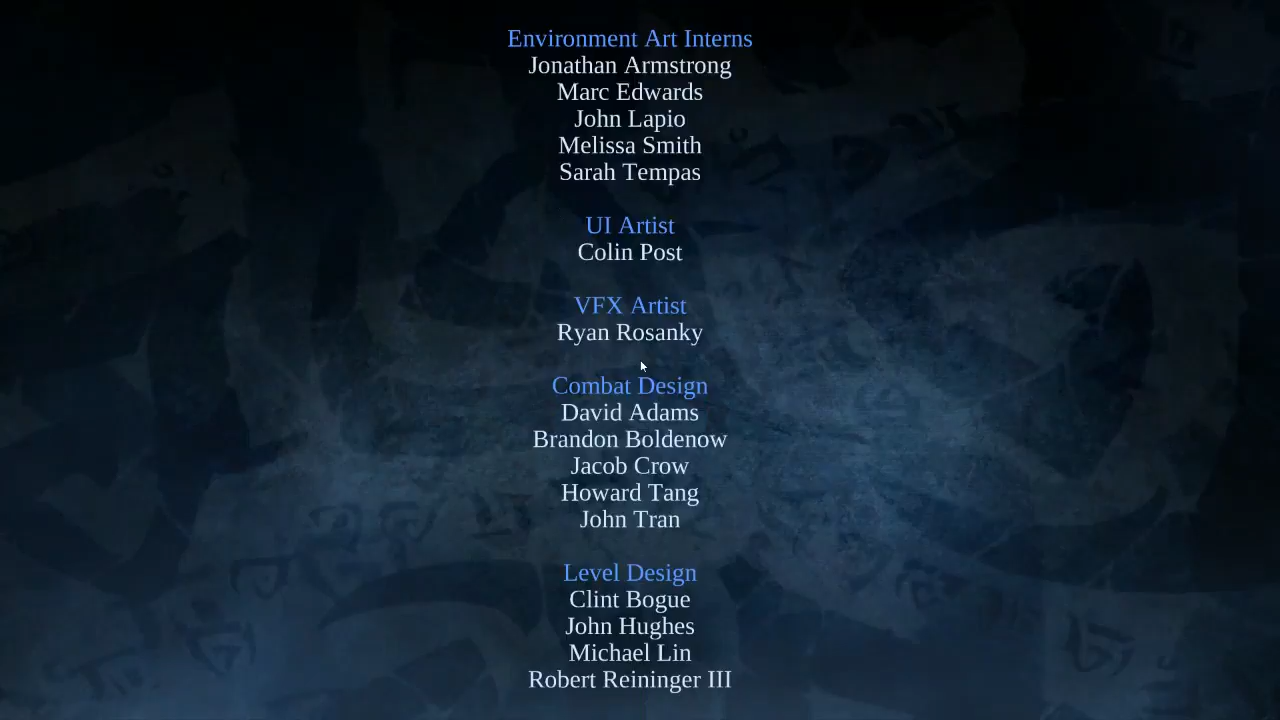 Environment Art Interns
Jonathan Armstrong
Marc Edwards
John Lapio
Melissa Smith
Sarah Tempas
UI Artist
Colin Post
VFX Artist
Ryan Rosanky
Combat Design
David Adams
Brandon Boldenow
Jacob Crow
Howard Tang
John Tran
Level Design
Clint Bogue
John Hughes
Michael Lin
Robert Reininger III